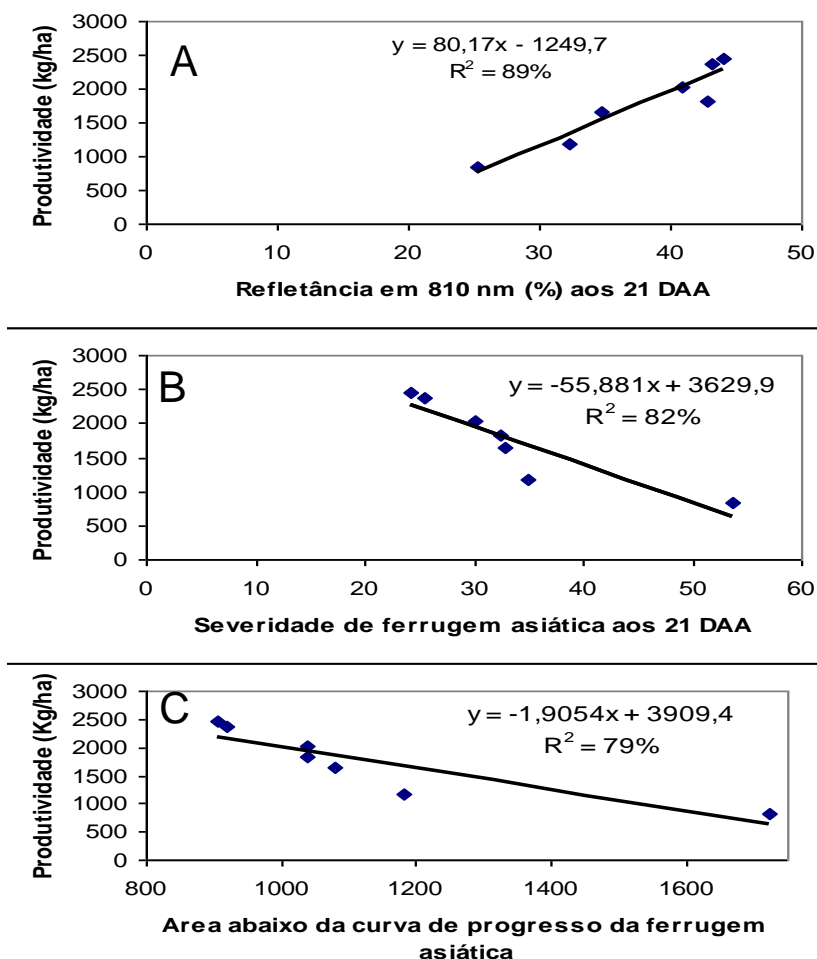 3000
2500
2000
1500
1000
500
0
Produtividade (kg/ha)
A
y = 80,17x - 1249,7
R² = 89%
0 10 20 30 40 50
Refletância em 810 nm (%) aos 21 DAA
3000
2500
2000
1500
1000
500
0
Produtividade (kg/ha)
B
y = -55,881x + 3629,9
R² = 82%
0 10 20 30 40 50 60
Severidade de ferrugem asiática aos 21 DAA
3000
2500
2000
1500
1000
500
0
Produtividade (Kg/ha)
C
y = -1,9054x + 3909,4
R² = 79%
800 1000 1200 1400 1600
Area abaixo da curva de progresso da ferrugem
asiática